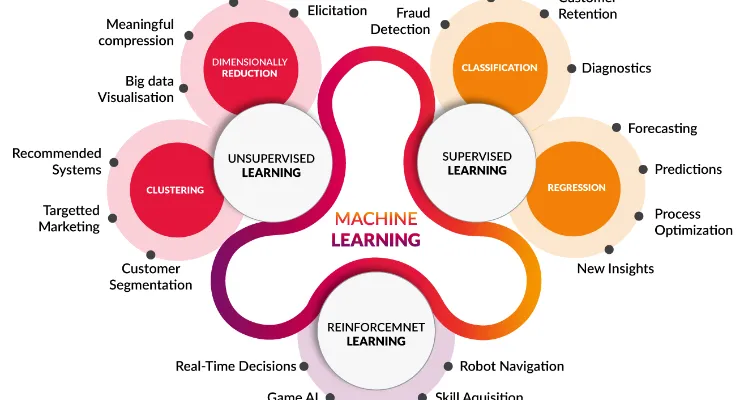 Elicitation
Meaningful
compression
DIMENSIONALLY
REDUCTION
Big data
Visualisation
Recommended
Systems
CLUSTERING
Targetted
Marketing
Customer
Segmentation
UNSUPERVISED
LEARNING
MACHINE
LEARNING
Customer
Retention
Fraud
Detection
CLASSIFICATION
Diagnostics
SUPERVISED
LEARNING
Forecasting
Predictions
REGRESSION
Process
Optimization
New Insights
REINFORCEMNET
LEARNING
Real-Time Decisions
Robot Navigation
Game AI
Skill Aquisition